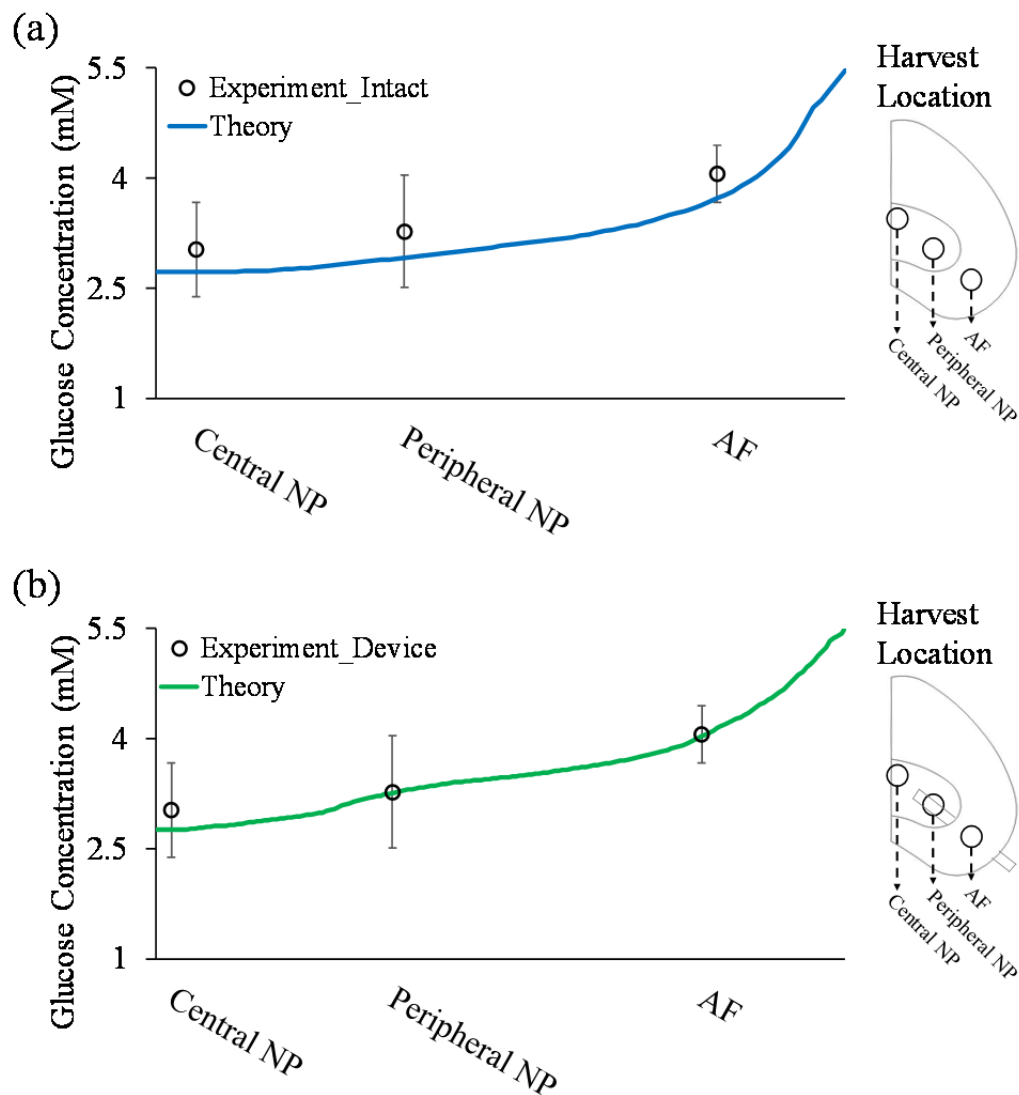 (a)
Glucose Concentration (mM)
5.5
4
2.5
1
Experiment_Intact
Theory
Central NP
Peripheral NP
AF
Harvest
Location
Central NP
Peripheral NP
AF
(b)
Glucose Concentration (mM)
5.5
4
2.5
1
Experiment_Device
Theory
Central NP
Peripheral NP
AF
Harvest
Location
Central NP
Peripheral NP
AF